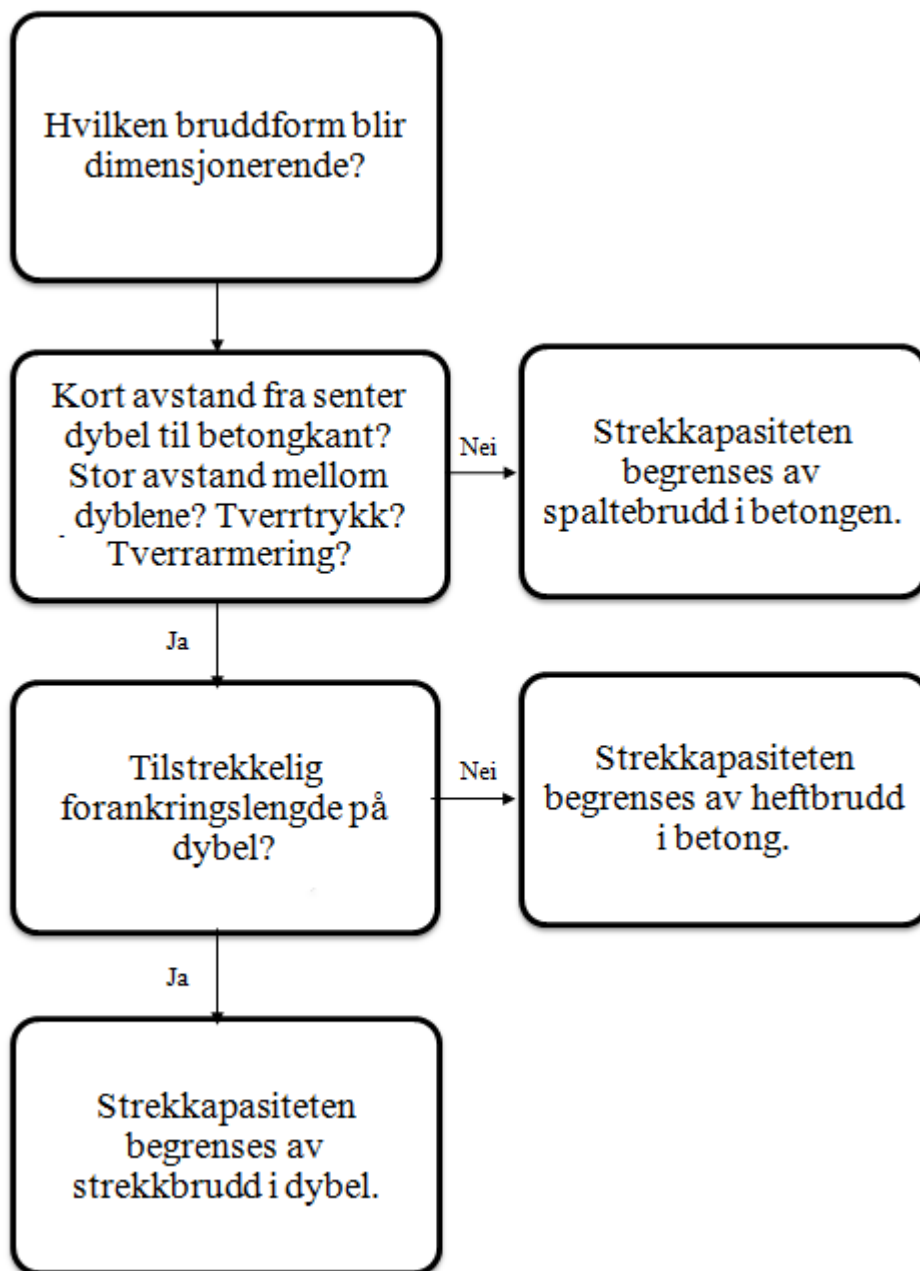 Hvilken bruddform blir
dimensjonerende?
Kort avstand fra senter
dybel til betongkant?
Stor avstand mellom
dyblene? Tverrtrykk?
Tverrarmering?
Nei
Strekkapasiteten
begrenses av
spaltebrudd i betongen.
Ja
Tilstrekkelig
forankringslengde på
dybel?
Nei
Strekkapasiteten
begrenses av heftbrudd
i betong.
Ja
Strekkapasiteten
begrenses av
strekkbrudd i dybel.